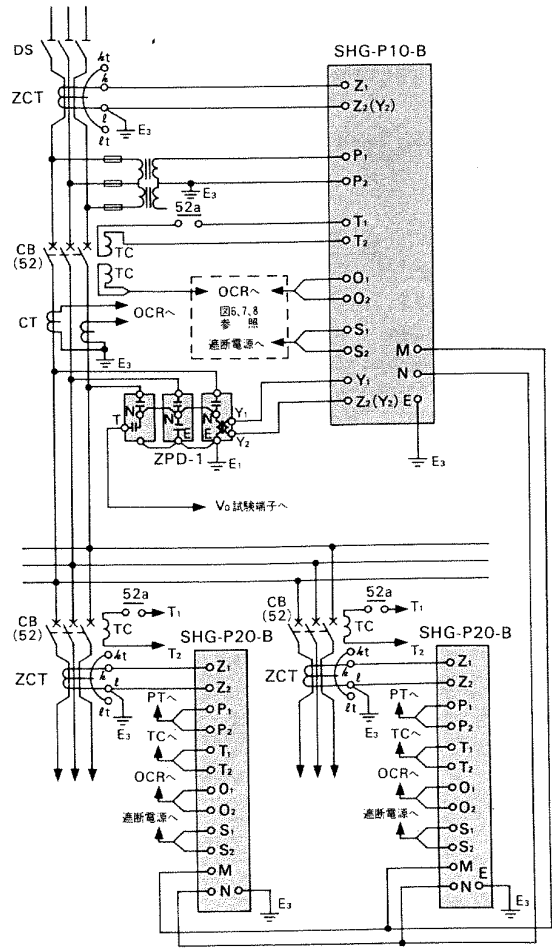 DS
ZCT
kt
k
l
lt
E3
SHG-P10-B
Z1
Z2(Y2)
P1
P2
E3
52a
T1
T2
CB
(52)
TC
TC
OCRへ
図6,7,8
参照
遮断電源へ
O1
O2
S1
S2
M
N
CT
OCRへ
E3
Y1
Z2(Y2)
E
E3
T
N
N
E
N
E
Y1
Y2
ZPD-1
E1
V0試験端子へ
CB
(52)
52a
T1
TC
T2
ZCT
kt
k
l
lt
E3
SHG-P20-B
Z1
Z2
PTへ
P1
P2
TCへ
T1
T2
OCRへ
O1
O2
遮断電源へ
S1
S2
M
N
E3
CB
(52)
52a
T1
TC
T2
ZCT
kt
k
l
lt
E3
SHG-P20-B
Z1
Z2
PTへ
P1
P2
TCへ
T1
T2
OCRへ
O1
O2
遮断電源へ
S1
S2
M
N
E
E3